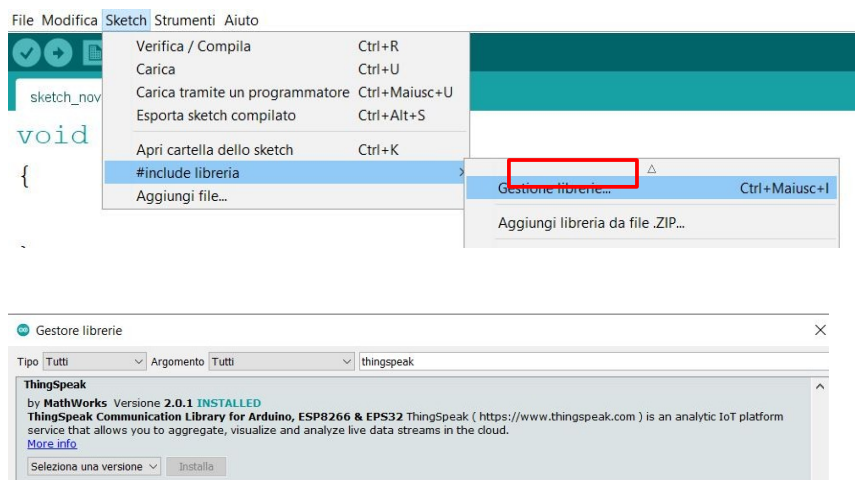 File Modifica Sketch Strumenti Aiuto
Verifica / Compila Ctrl+R
Carica Ctrl+U
sketch_nov Carica tramite un programmatore Ctrl+Maiusc+U
Esporta sketch compilato Ctrl+Alt+S
void Apri cartella dello sketch Ctrl+K
{ #include libreria
Aggiungi file...
Gestione librerie... Ctrl+Maiusc+I
Aggiungi libreria da file .ZIP...
Gestore librerie
Tipo Tutti Argomento Tutti thingspeak
ThingSpeak
by MathWorks Versione 2.0.1 INSTALLED
ThingSpeak Communication Library for Arduino, ESP8266 & EPS32 ThingSpeak ( https://www.thingspeak.com ) is an analytic IoT platform
service that allows you to aggregate, visualize and analyze live data streams in the cloud.
More info
Seleziona una versione Installa